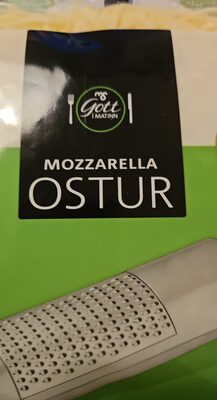 Gott
Í MATINN
MOZZARELLA
OSTUR